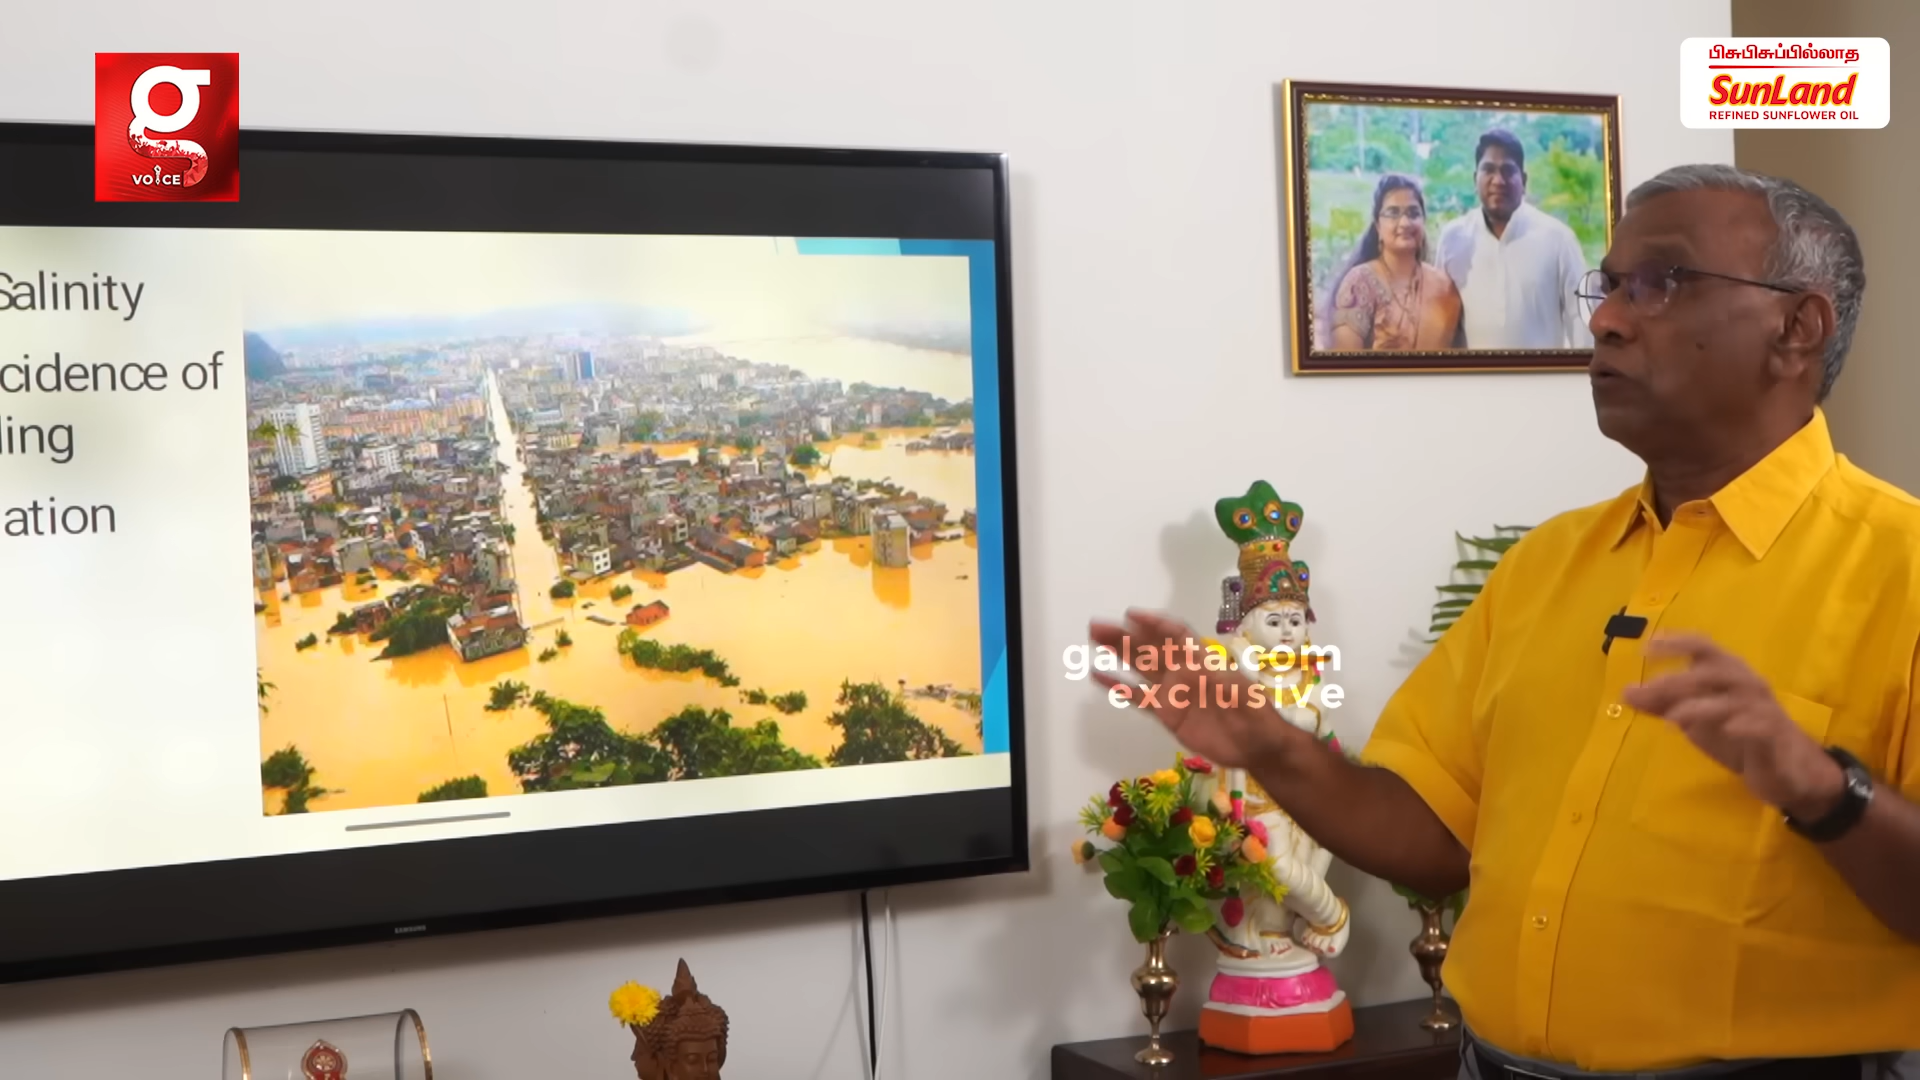 VOICE
பிசுபிசுப்பில்லாத
SunLand
REFINED SUNFLOWER OIL
Salinity
cidence of
ling
ation
galatta.com
exclusive
SAMSUNG